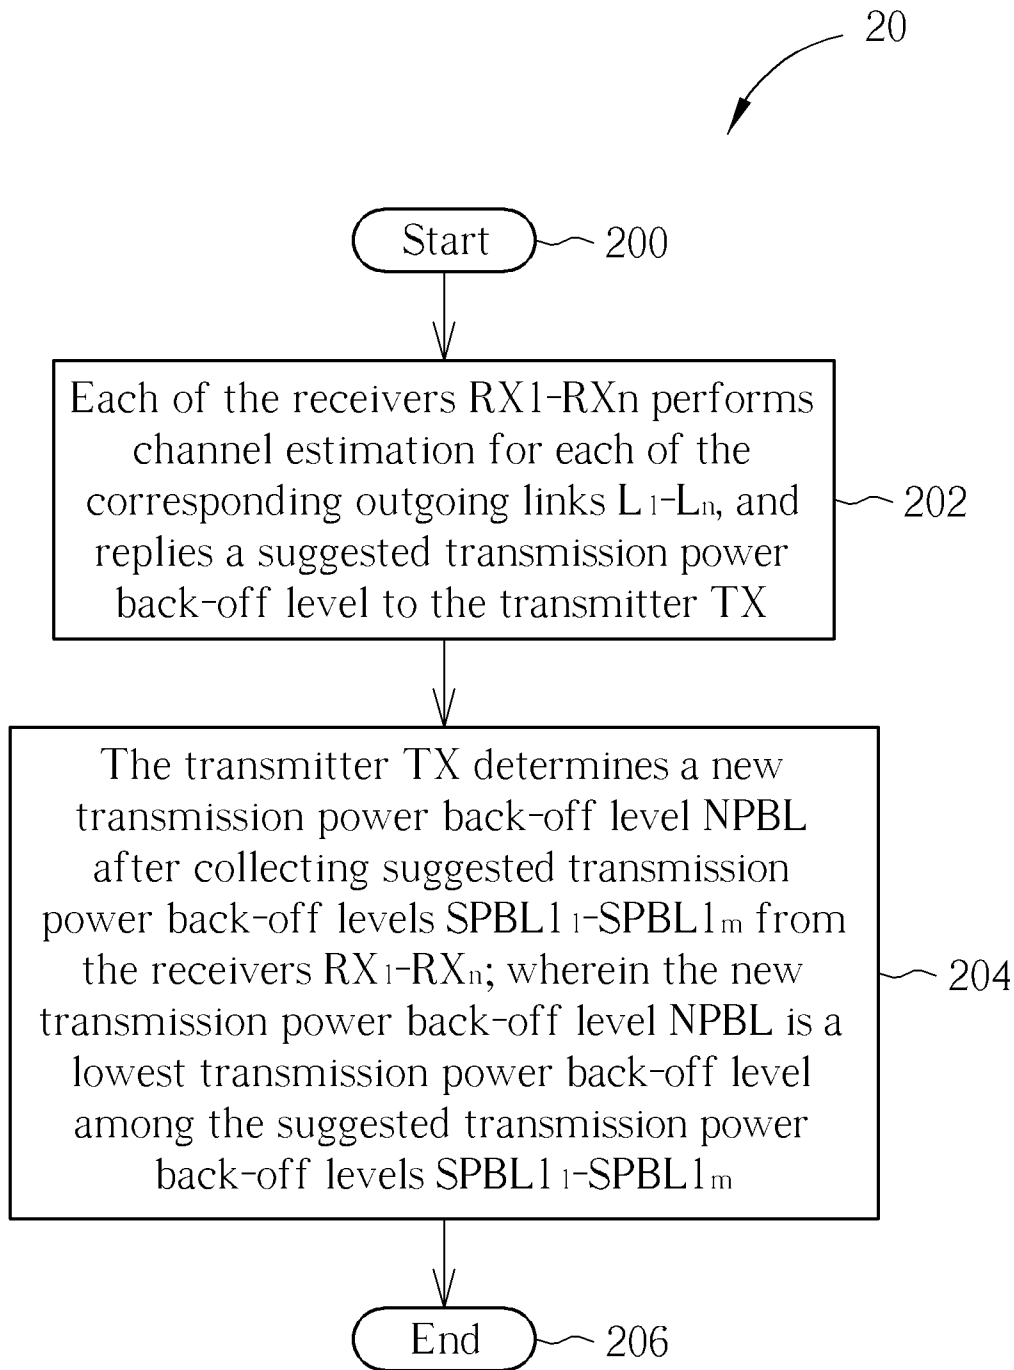 20
Start
200
Each of the receivers RX1-RXn performs
channel estimation for each of the
corresponding outgoing links L₁-Lₙ, and
replies a suggested transmission power
back-off level to the transmitter TX
202
The transmitter TX determines a new
transmission power back-off level NPBL
after collecting suggested transmission
power back-off levels SPBL1₁-SPBL1ₘ from
the receivers RX₁-RXₙ; wherein the new
transmission power back-off level NPBL is a
lowest transmission power back-off level
among the suggested transmission power
back-off levels SPBL1₁-SPBL1ₘ
204
End
206